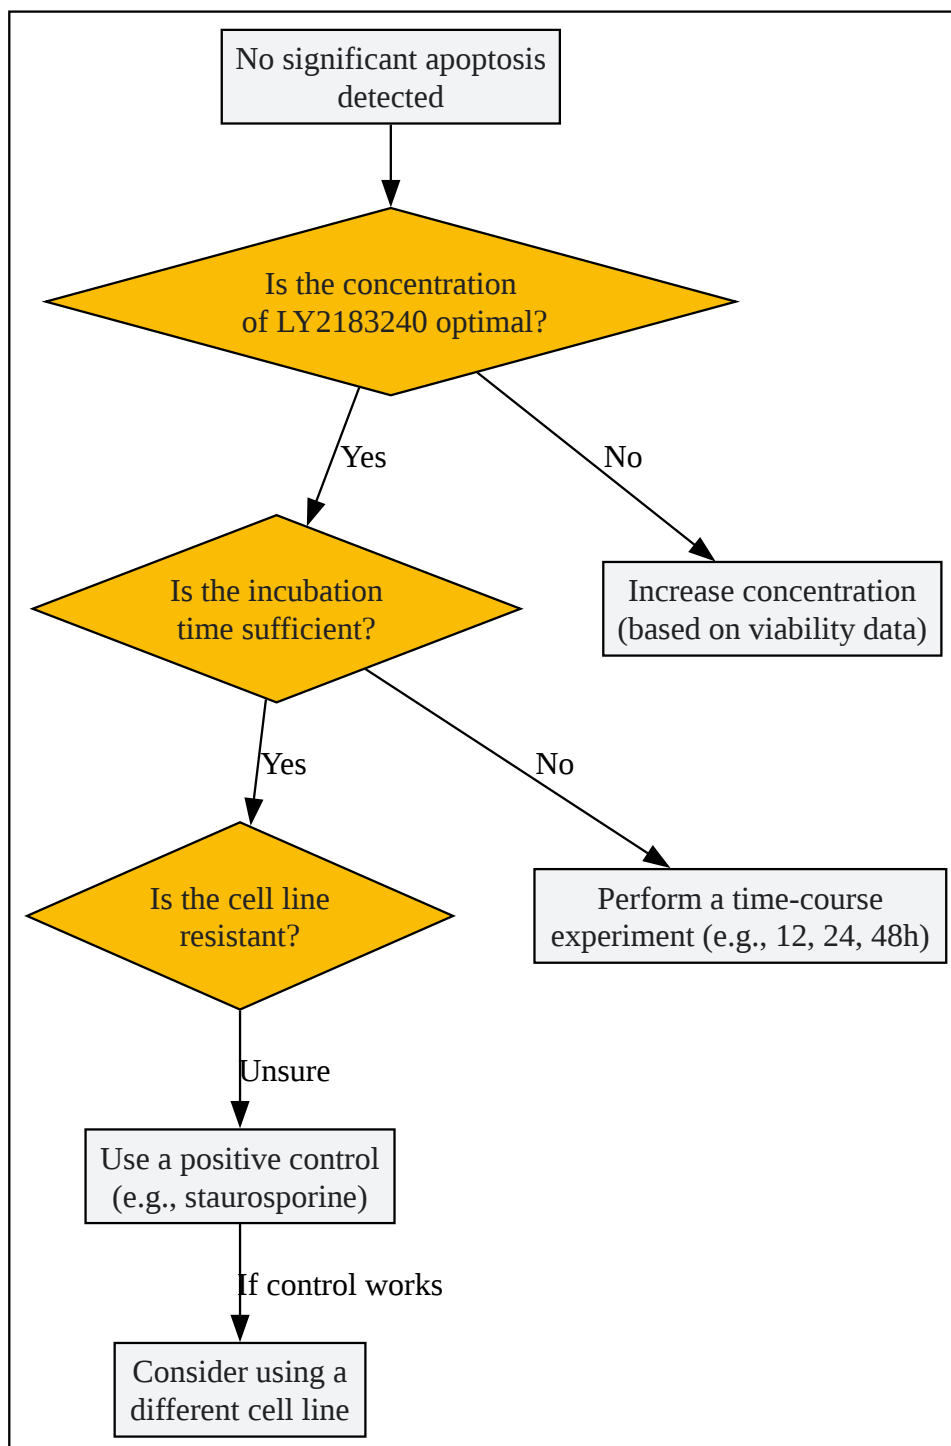 No significant apoptosis
detected
Is the concentration
of LY2183240 optimal?
Yes
No
Is the incubation
time sufficient?
Increase concentration
(based on viability data)
Yes
No
Is the cell line
resistant?
Perform a time-course
experiment (e.g., 12, 24, 48h)
Unsure
Use a positive control
(e.g., staurosporine)
If control works
Consider using a
different cell line